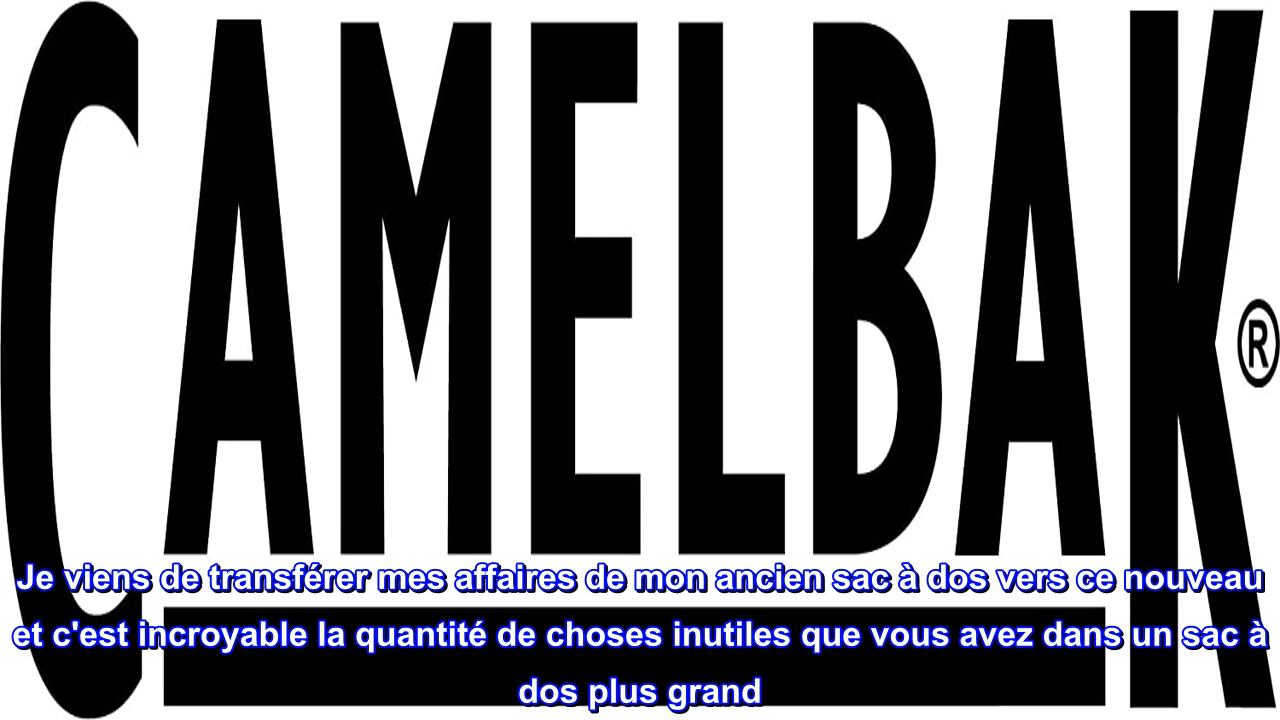 CAMELBAK®
Je viens de transférer mes affaires de mon ancien sac à dos vers ce nouveau
et c'est incroyable la quantité de choses inutiles que vous avez dans un sac à
dos plus grand